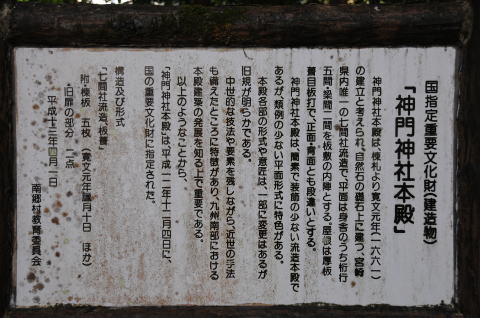 国指定重要文化財(建造物)
「神門神社本殿」
神門神社本殿は、棟札より寛文元年(一六六一)
の建立と考えられ、自然石の礎石上に建つ、宮崎
県内唯一の七間社流造で、平面は身舎のうち桁行
五間・梁間二間を板敷の内陣とする。屋根は厚板
葺目板打で、正面・背面とも段違いとする。
神門神社本殿は、簡素で装飾の少ない流造本殿で
あるが、類例の少ない平面形式に特色がある。
本殿各部の形式や意匠は、一部に変更はあるが
旧規が明らかである。
中世的な技法や要素を残しながら、近世の手法
も備えたところに特徴があり、九州南部における
本殿建築の発展を知る上で重要である。
以上のようなことから、
「神門神社本殿」は、平成十二年十二月四日に、
国の重要文化財に指定された。
構造及び形式
「七間社流造、板葺」
附 棟板 五枚(寛文元年 月十日 ほか)
旧扉の部分 一点
平成十三年四月一日
南郷村教育委員会